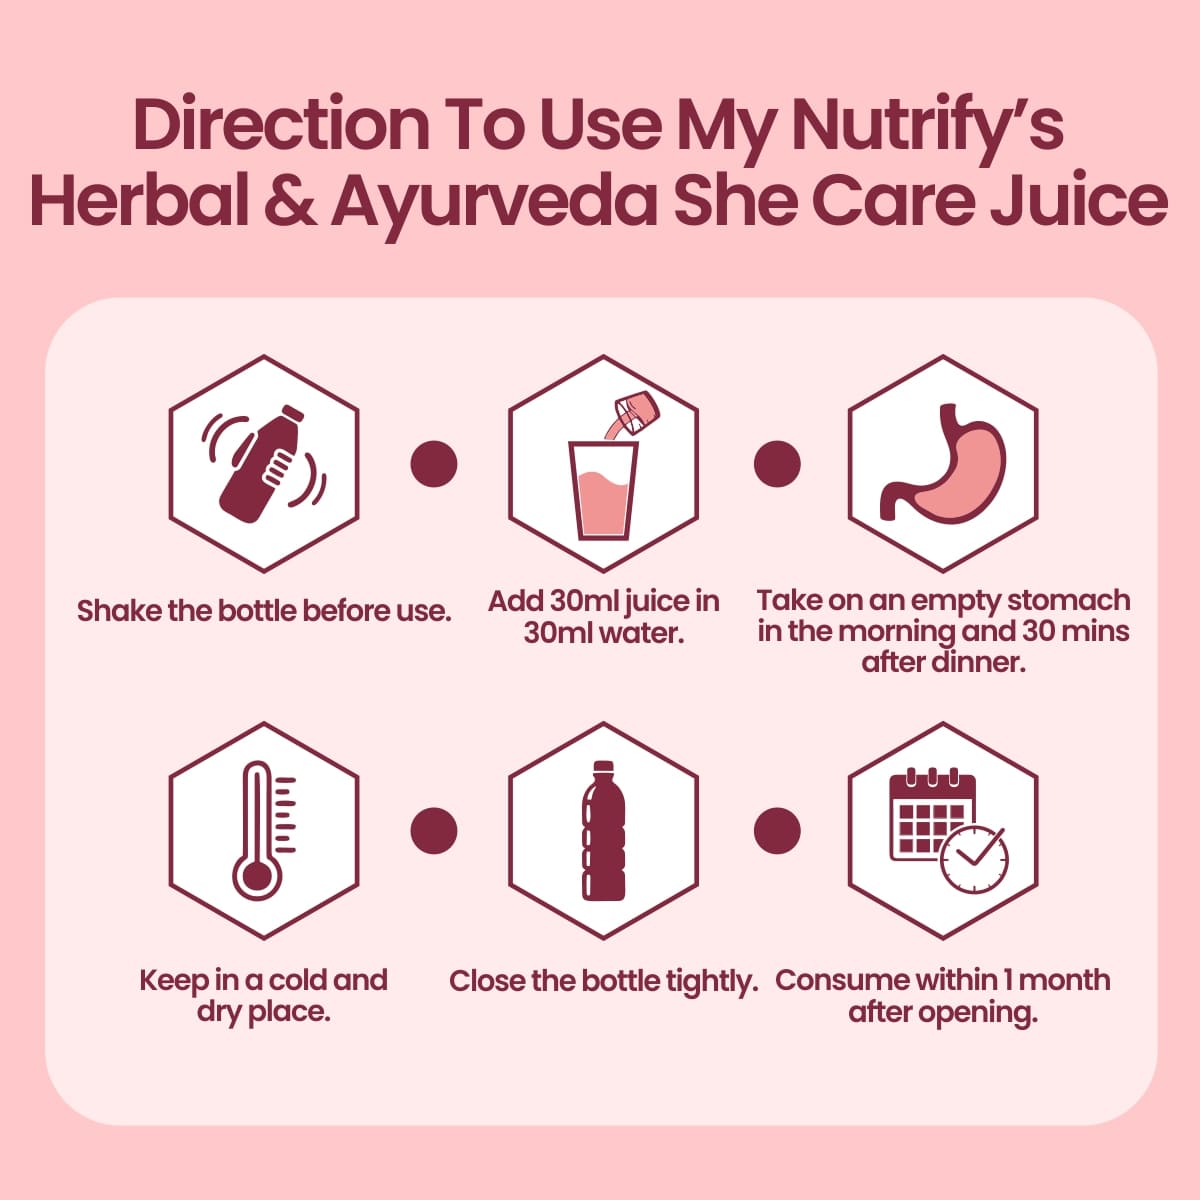 Direction To Use My Nutrify’s
Herbal & Ayurveda She Care Juice
Shake the bottle before use.
Add 30ml juice in
30ml water.
Take on an empty stomach
in the morning and 30 mins
after dinner.
Keep in a cold and
dry place.
Close the bottle tightly.
Consume within 1 month
after opening.